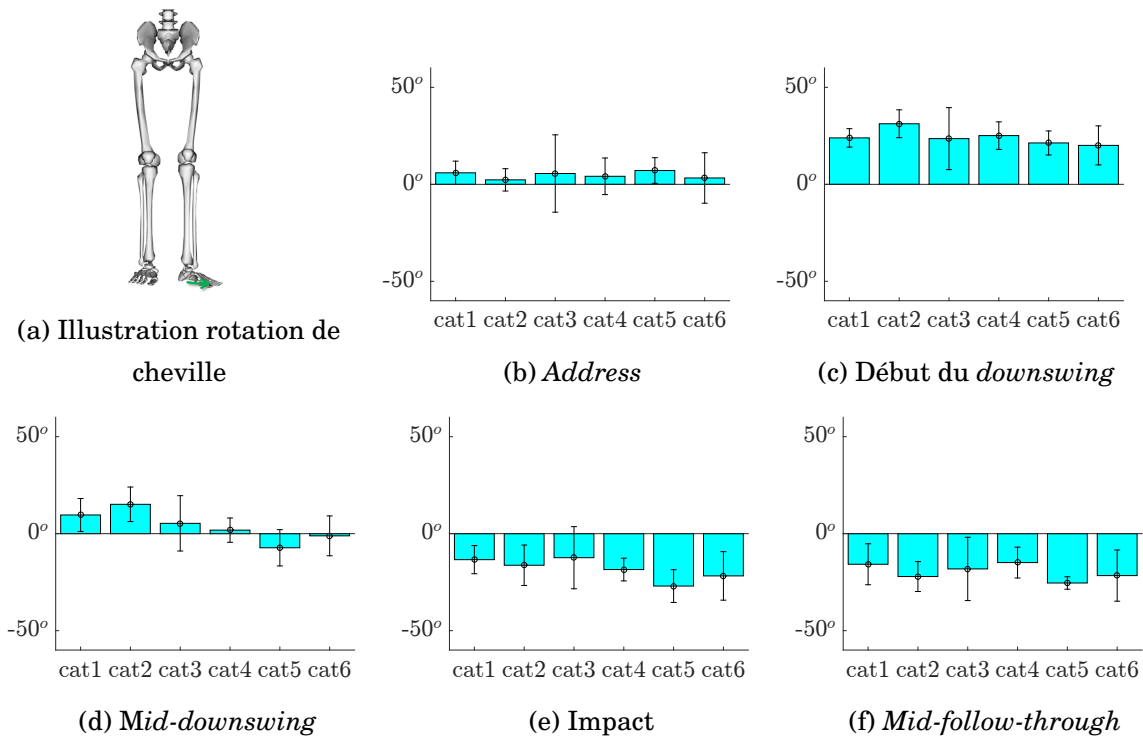 (a) Illustration rotation de
cheville
50°
0°
-50°
cat1 cat2 cat3 cat4 cat5 cat6
(b) Address
50°
0°
-50°
cat1 cat2 cat3 cat4 cat5 cat6
(c) Début du downswing
50°
0°
-50°
cat1 cat2 cat3 cat4 cat5 cat6
(d) Mid-downswing
50°
0°
-50°
cat1 cat2 cat3 cat4 cat5 cat6
(e) Impact
50°
0°
-50°
cat1 cat2 cat3 cat4 cat5 cat6
(f) Mid-follow-through